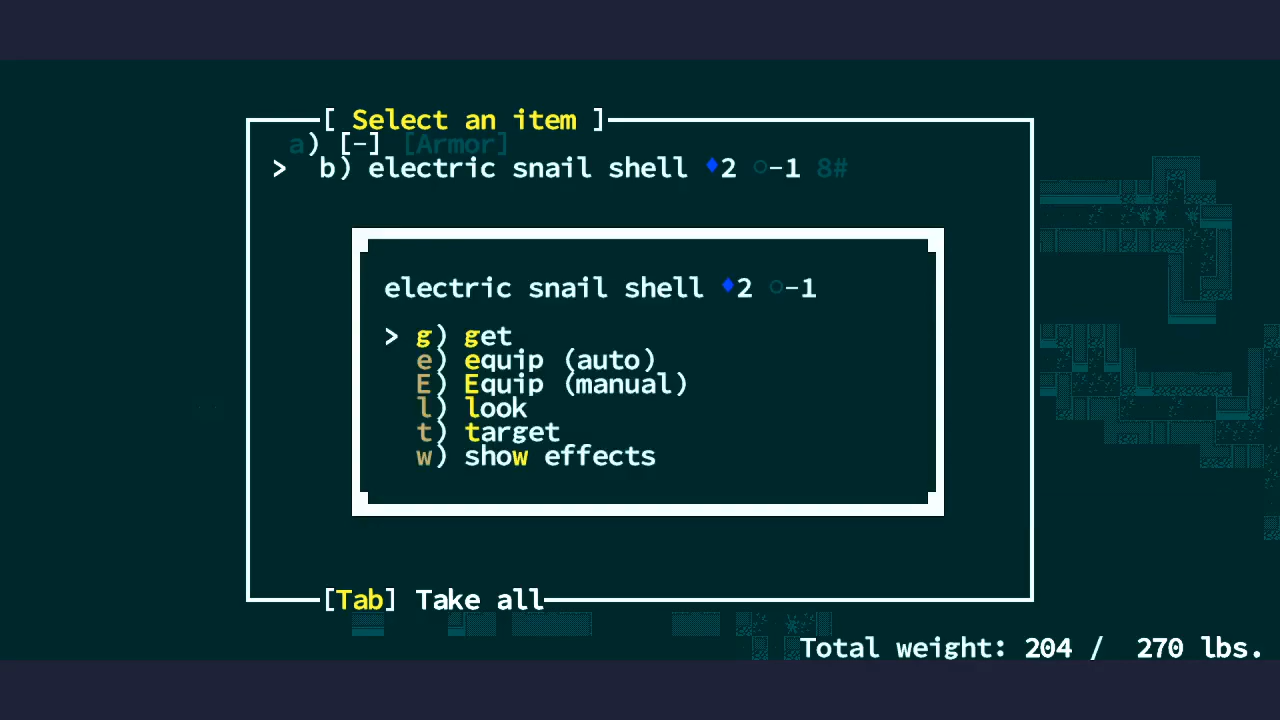 [ Select an item ]
a) [-] [Armor]
> b) electric snail shell ♦2 ○-1 8#
electric snail shell ♦2 ○-1
> g) get
e) equip (auto)
E) Equip (manual)
l) look
t) target
w) show effects
[Tab] Take all
Total weight: 204 / 270 lbs.